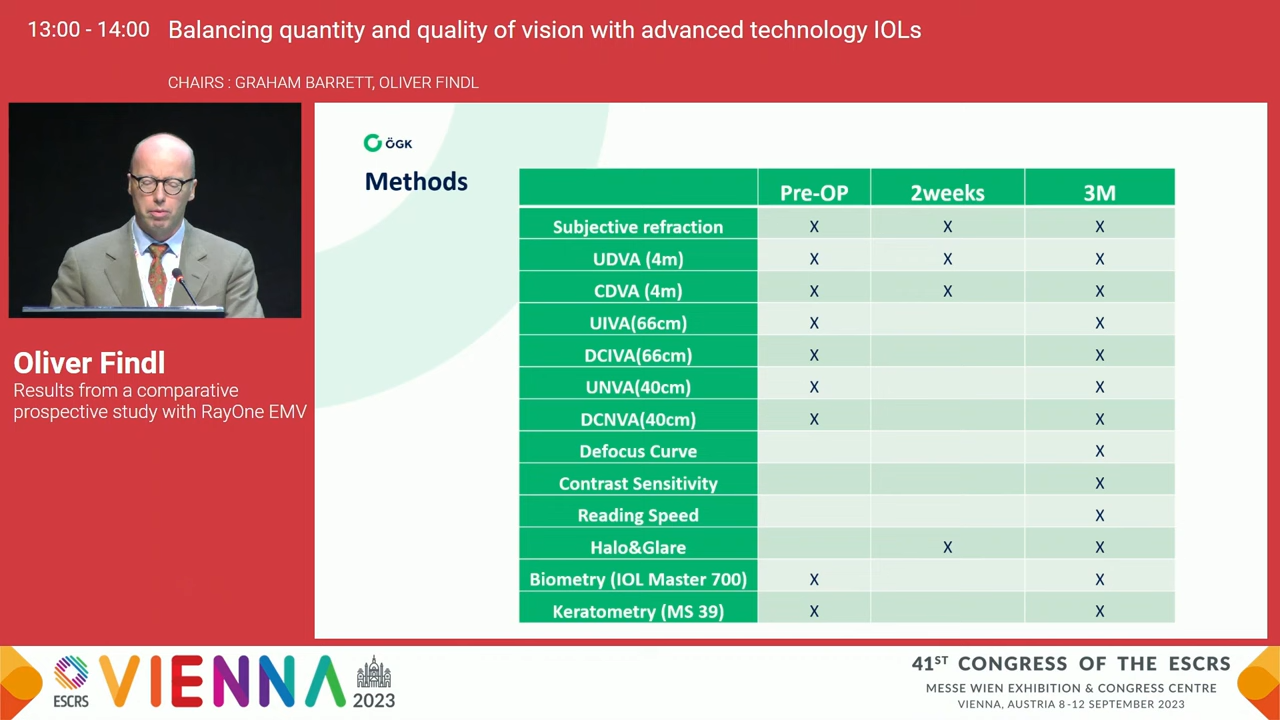 13:00 - 14:00 Balancing quantity and quality of vision with advanced technology IOLs
CHAIRS : GRAHAM BARRETT, OLIVER FINDL
Oliver Findl
Results from a comparative
prospective study with RayOne EMV
ÖGK
Methods
Pre-OP 2weeks 3M
Subjective refraction X X X
UDVA (4m) X X X
CDVA (4m) X X X
UIVA(66cm) X X
DCIVA(66cm) X X
UNVA(40cm) X X
DCNVA(40cm) X X
Defocus Curve X
Contrast Sensitivity X
Reading Speed X
Halo&Glare X X
Biometry (IOL Master 700) X X
Keratometry (MS 39) X X
ESCRS
VIENNA
2023
41ST CONGRESS OF THE ESCRS
MESSE WIEN EXHIBITION & CONGRESS CENTRE
VIENNA, AUSTRIA 8 -12 SEPTEMBER 2023